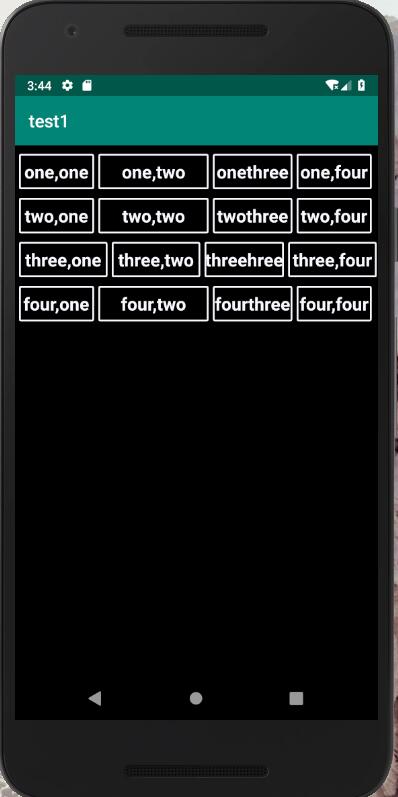 3:44
test1
one,one one,two onethree one,four
two,one two,two twothree two,four
three,one three,two threehree three,four
four,one four,two fourthree four,four